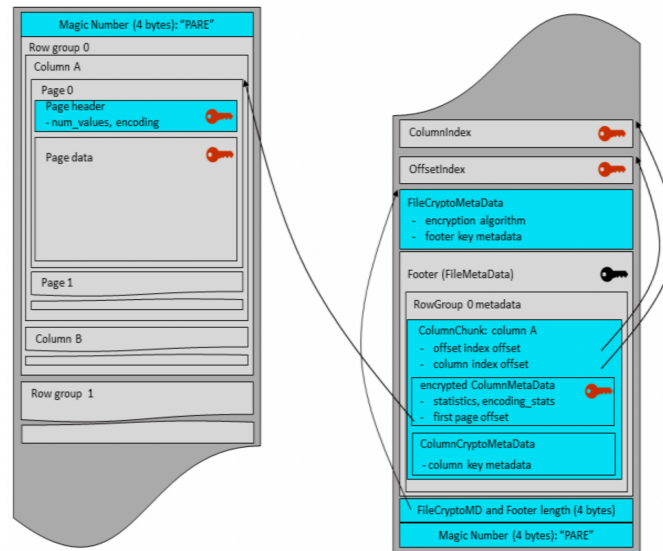 Magic Number (4 bytes): “PARE”
Row group 0
Column A
Page 0
Page header
- num_values, encoding
Page data
Page 1
Column B
Row group 1
ColumnIndex
OffsetIndex
FileCryptoMetaData
- encryption algorithm
- footer key metadata
Footer (FileMetaData)
RowGroup 0 metadata
ColumnChunk: column A
- offset index offset
- column index offset
encrypted ColumnMetaData
- statistics, encoding_stats
- first page offset
ColumnCryptoMetaData
- column key metadata
FileCryptoMD and Footer length (4 bytes)
Magic Number (4 bytes): “PARE”